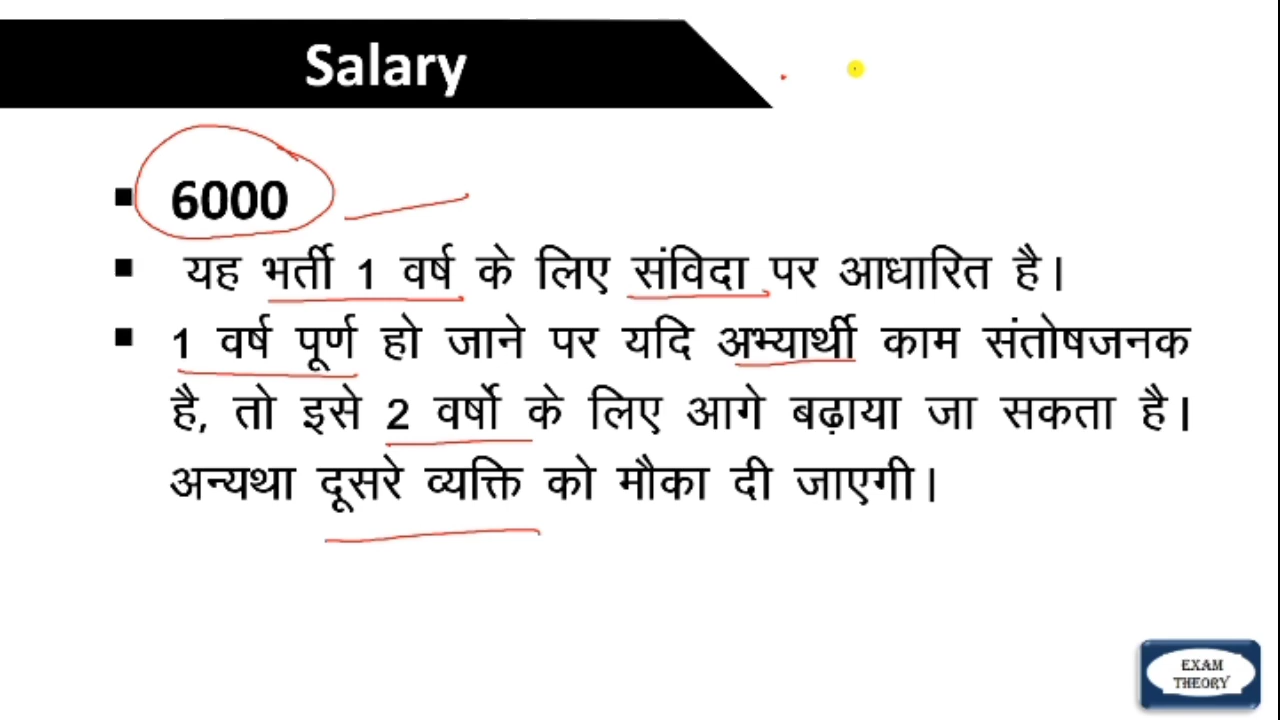 Salary
6000
यह भर्ती 1 वर्ष के लिए संविदा पर आधारित है।
1 वर्ष पूर्ण हो जाने पर यदि अभ्यार्थी काम संतोषजनक
है, तो इसे 2 वर्षो के लिए आगे बढ़ाया जा सकता है।
अन्यथा दूसरे व्यक्ति को मौका दी जाएगी।
EXAM
THEORY